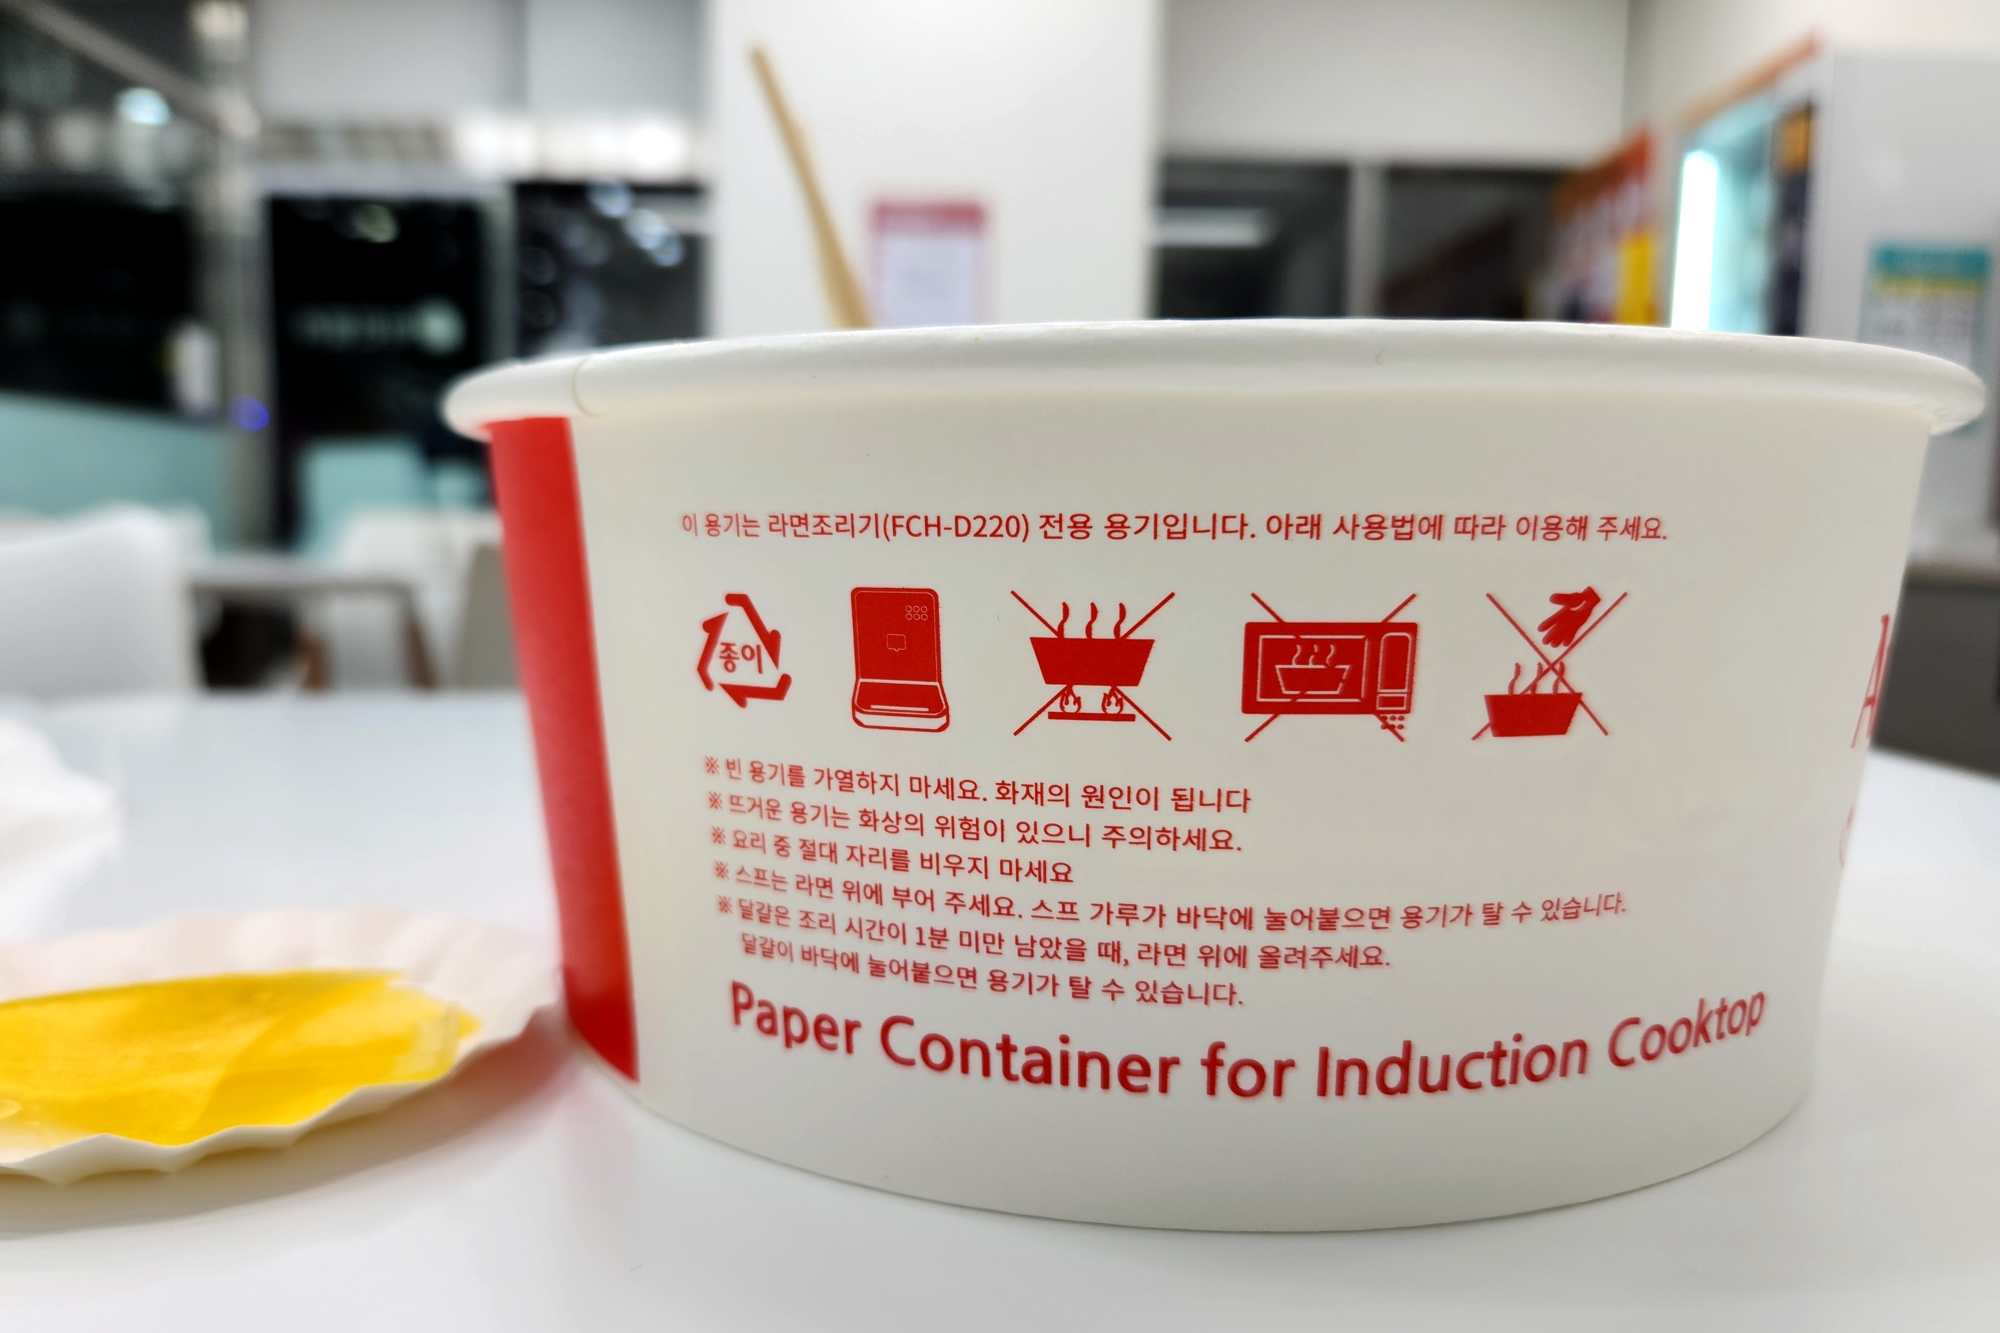 이 용기는 라면조리기(FCH-D220) 전용 용기입니다. 아래 사용법에 따라 이용해 주세요.
종이
※ 빈 용기를 가열하지 마세요. 화재의 원인이 됩니다
※ 뜨거운 용기는 화상의 위험이 있으니 주의하세요.
※ 요리 중 절대 자리를 비우지 마세요
※ 스프는 라면 위에 부어 주세요. 스프 가루가 바닥에 눌어붙으면 용기가 탈 수 있습니다.
※ 달걀은 조리 시간이 1분 미만 남았을 때, 라면 위에 올려주세요.
달걀이 바닥에 눌어붙으면 용기가 탈 수 있습니다.
Paper Container for Induction Cooktop